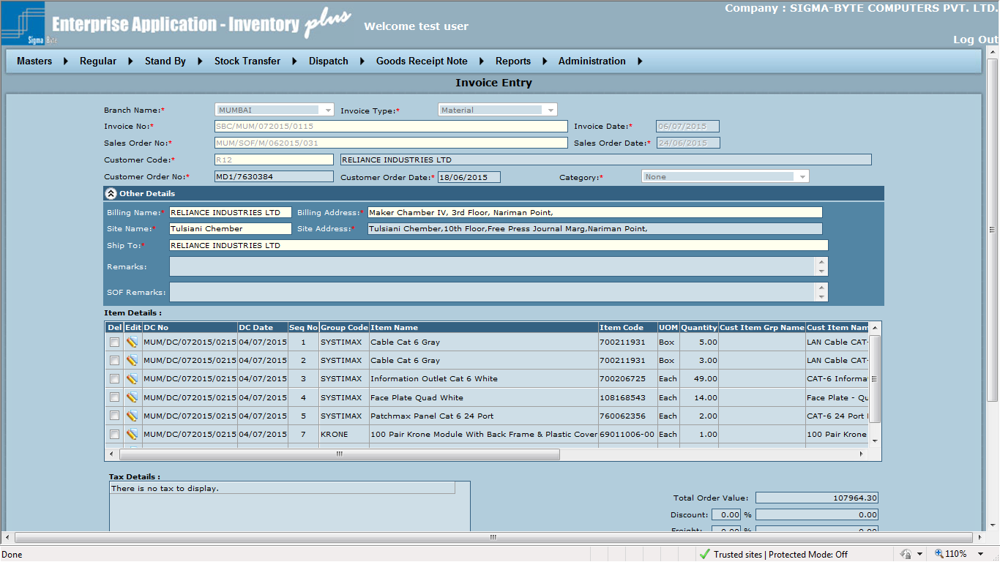 Company : SIGMA-BYTE COMPUTERS PVT. LTD.
Enterprise Application - Inventory plus
Welcome test user
Sigma Byte
Log Out
Masters Regular Stand By Stock Transfer Dispatch Goods Receipt Note Reports Administration
Invoice Entry
Branch Name:* MUMBAI Invoice Type:* Material
Invoice No:* SBC/MUM/072015/0115 Invoice Date:* 06/07/2015
Sales Order No:* MUM/SOF/M/062015/031 Sales Order Date:* 24/06/2015
Customer Code:* R12 RELIANCE INDUSTRIES LTD
Customer Order No:* MD1/7630384 Customer Order Date:* 18/06/2015 Category:* None
Other Details
Billing Name:* RELIANCE INDUSTRIES LTD Billing Address:* Maker Chamber IV, 3rd Floor, Nariman Point,
Site Name:* Tulsiani Chember Site Address:* Tulsiani Chember,10th Floor,Free Press Journal Marg,Nariman Point,
Ship To:* RELIANCE INDUSTRIES LTD
Remarks:
SOF Remarks:
Item Details :
Del Edit DC No DC Date Seq No Group Code Item Name Item Code UOM Quantity Cust Item Grp Name Cust Item Nam
MUM/DC/072015/0215 04/07/2015 1 SYSTIMAX Cable Cat 6 Gray 700211931 Box 5.00 LAN Cable CAT-
MUM/DC/072015/0215 04/07/2015 2 SYSTIMAX Cable Cat 6 Gray 700211931 Box 3.00 LAN Cable CAT-
MUM/DC/072015/0215 04/07/2015 3 SYSTIMAX Information Outlet Cat 6 White 700206725 Each 49.00 CAT-6 Informa
MUM/DC/072015/0215 04/07/2015 4 SYSTIMAX Face Plate Quad White 108168543 Each 14.00 Face Plate - Qu
MUM/DC/072015/0215 04/07/2015 5 SYSTIMAX Patchmax Panel Cat 6 24 Port 760062356 Each 2.00 CAT-6 24 Port
MUM/DC/072015/0215 04/07/2015 7 KRONE 100 Pair Krone Module With Back Frame & Plastic Cover 69011006-00 Each 1.00 100 Pair Krone
Tax Details :
There is no tax to display.
Total Order Value: 107964.30
Discount: 0.00 % 0.00
Freight: 0.00 % 0.00
Done Trusted sites | Protected Mode: Off 110%